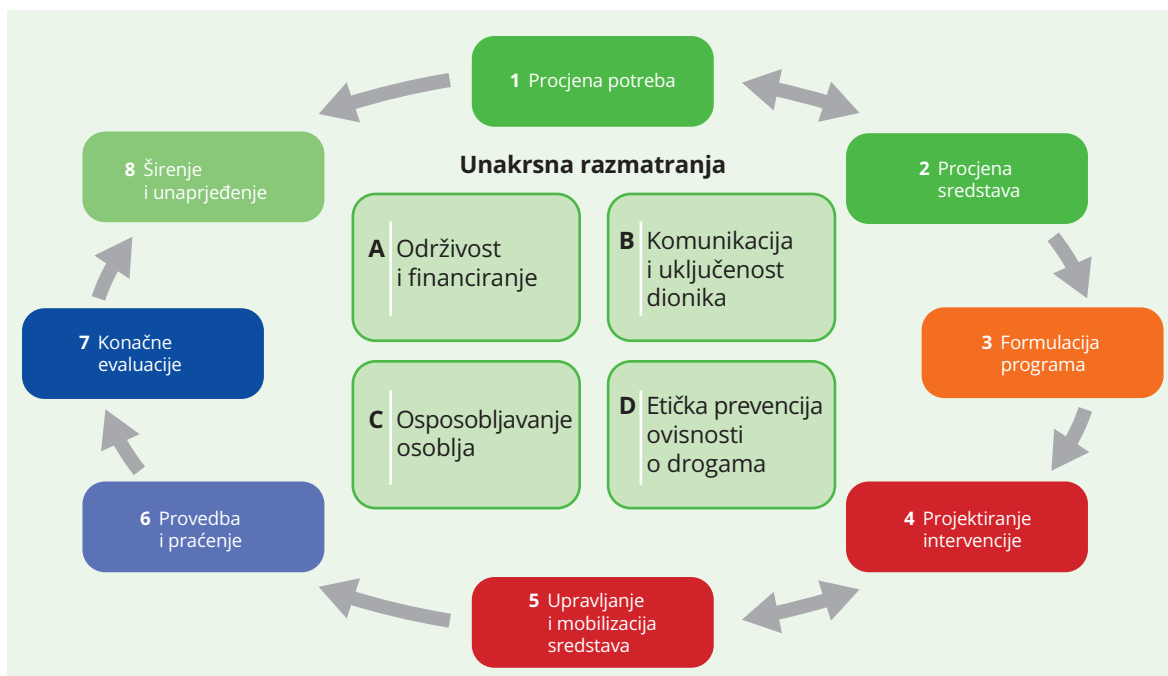 1 Procjena potreba
2 Procjena
sredstava
3 Formulacija
programa
4 Projektiranje
intervencije
5 Upravljanje
i mobilizacija
sredstava
6 Provedba
i praćenje
7 Konačne
evaluacije
8 Širenje
i unaprjeđenje
Unakrsna razmatranja
A Održivost
i financiranje
B Komunikacija
i uključenost
dionika
C Osposobljavanje
osoblja
D Etička prevencija
ovisnosti
o drogama